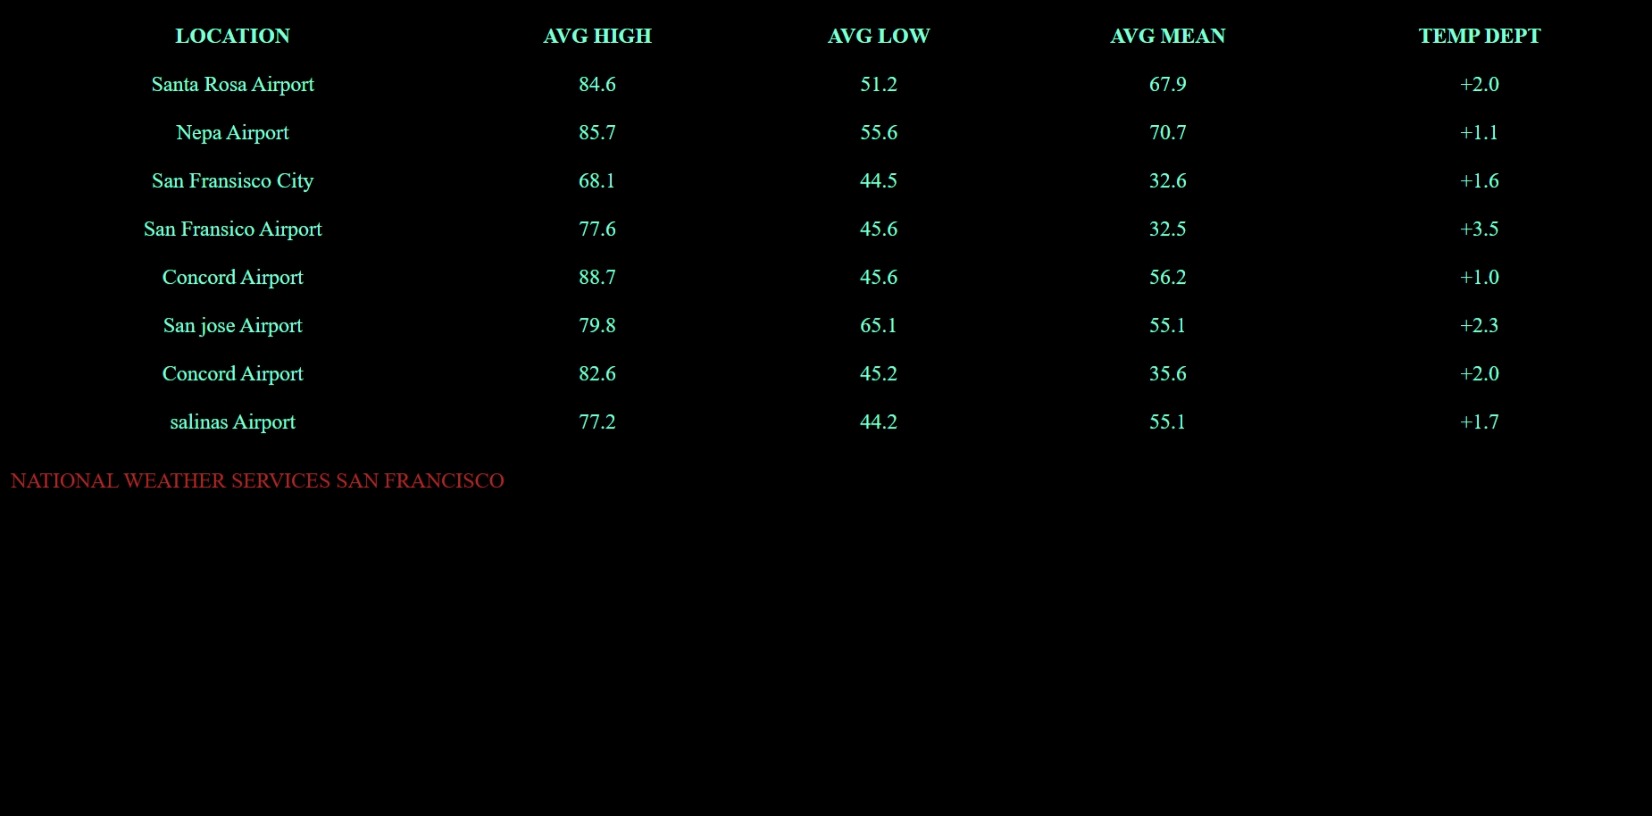 LOCATION AVG HIGH AVG LOW AVG MEAN TEMP DEPT
Santa Rosa Airport 84.6 51.2 67.9 +2.0
Nepa Airport 85.7 55.6 70.7 +1.1
San Fransisco City 68.1 44.5 32.6 +1.6
San Fransico Airport 77.6 45.6 32.5 +3.5
Concord Airport 88.7 45.6 56.2 +1.0
San jose Airport 79.8 65.1 55.1 +2.3
Concord Airport 82.6 45.2 35.6 +2.0
salinas Airport 77.2 44.2 55.1 +1.7
NATIONAL WEATHER SERVICES SAN FRANCISCO